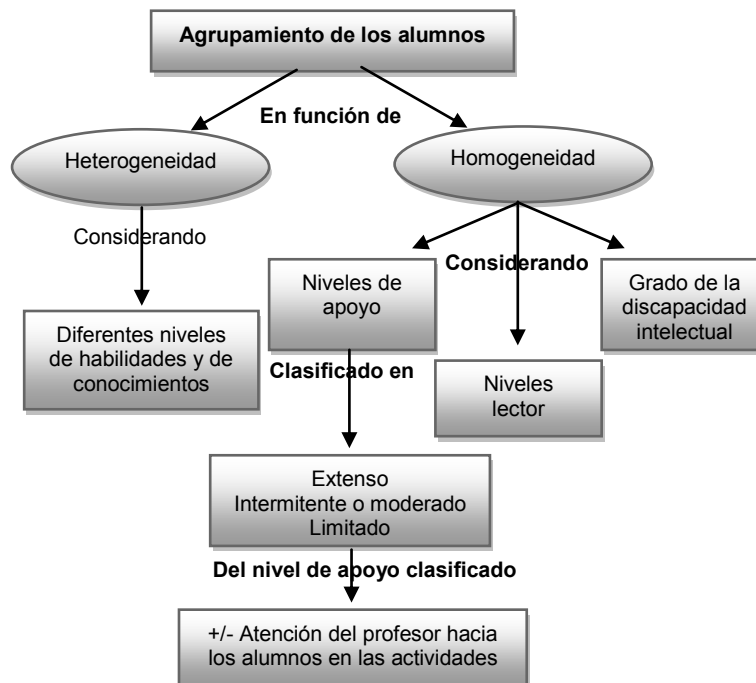 Agrupamiento de los alumnos
En función de
Heterogeneidad
Homogeneidad
Considerando
Considerando
Niveles de
apoyo
Grado de la
discapacidad
intelectual
Diferentes niveles
de habilidades y de
conocimientos
Clasificado en
Niveles
lector
Extenso
Intermitente o moderado
Limitado
Del nivel de apoyo clasificado
+/- Atención del profesor hacia
los alumnos en las actividades